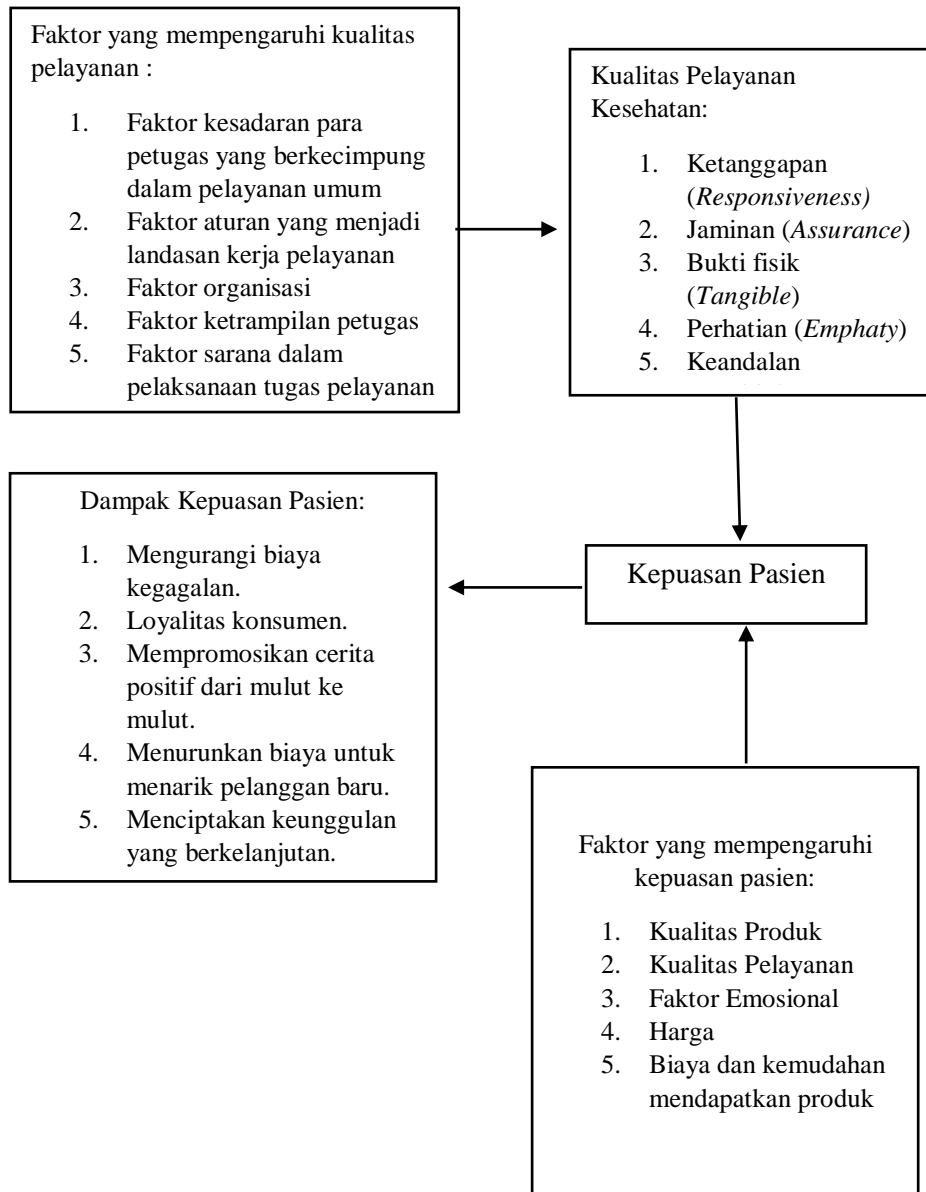 Faktor yang mempengaruhi kualitas
pelayanan :
1. Faktor kesadaran para
petugas yang berkecimpung
dalam pelayanan umum
2. Faktor aturan yang menjadi
landasan kerja pelayanan
3. Faktor organisasi
4. Faktor ketrampilan petugas
5. Faktor sarana dalam
pelaksanaan tugas pelayanan
Kualitas Pelayanan
Kesehatan:
1. Ketanggapan
(Responsiveness)
2. Jaminan (Assurance)
3. Bukti fisik
(Tangible)
4. Perhatian (Emphaty)
5. Keandalan
Dampak Kepuasan Pasien:
1. Mengurangi biaya
kegagalan.
2. Loyalitas konsumen.
3. Mempromosikan cerita
positif dari mulut ke
mulut.
4. Menurunkan biaya untuk
menarik pelanggan baru.
5. Menciptakan keunggulan
yang berkelanjutan.
Kepuasan Pasien
Faktor yang mempengaruhi
kepuasan pasien:
1. Kualitas Produk
2. Kualitas Pelayanan
3. Faktor Emosional
4. Harga
5. Biaya dan kemudahan
mendapatkan produk